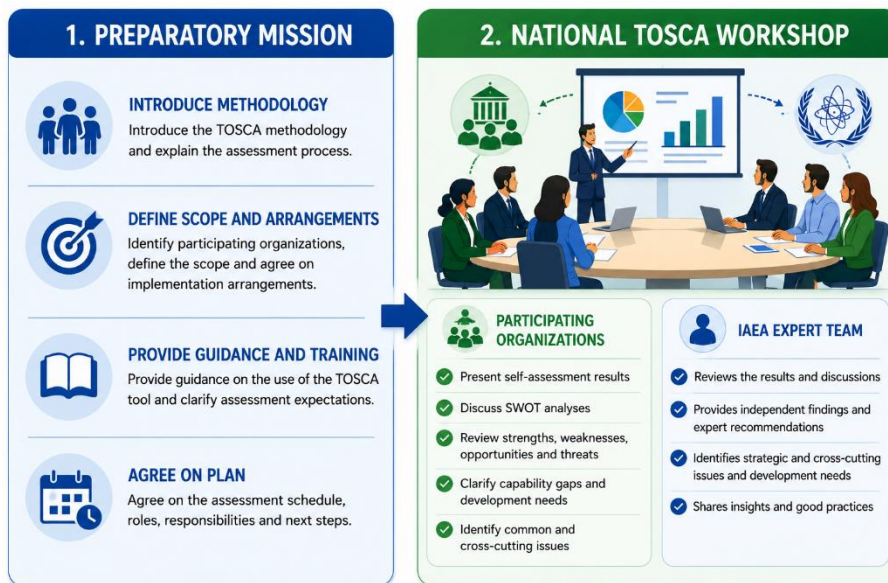 1. PREPARATORY MISSION
INTRODUCE METHODOLOGY
Introduce the TOSCA methodology
and explain the assessment process.
DEFINE SCOPE AND ARRANGEMENTS
Identify participating organizations,
define the scope and agree on
implementation arrangements.
PROVIDE GUIDANCE AND TRAINING
Provide guidance on the use of the TOSCA
tool and clarify assessment expectations.
AGREE ON PLAN
Agree on the assessment schedule,
roles, responsibilities and next steps.
2. NATIONAL TOSCA WORKSHOP
PARTICIPATING
ORGANIZATIONS
Present self-assessment results
Discuss SWOT analyses
Review strengths, weaknesses,
opportunities and threats
Clarify capability gaps and
development needs
Identify common and
cross-cutting issues
IAEA EXPERT TEAM
Reviews the results and discussions
Provides independent findings and
expert recommendations
Identifies strategic and cross-cutting
issues and development needs
Shares insights and good practices